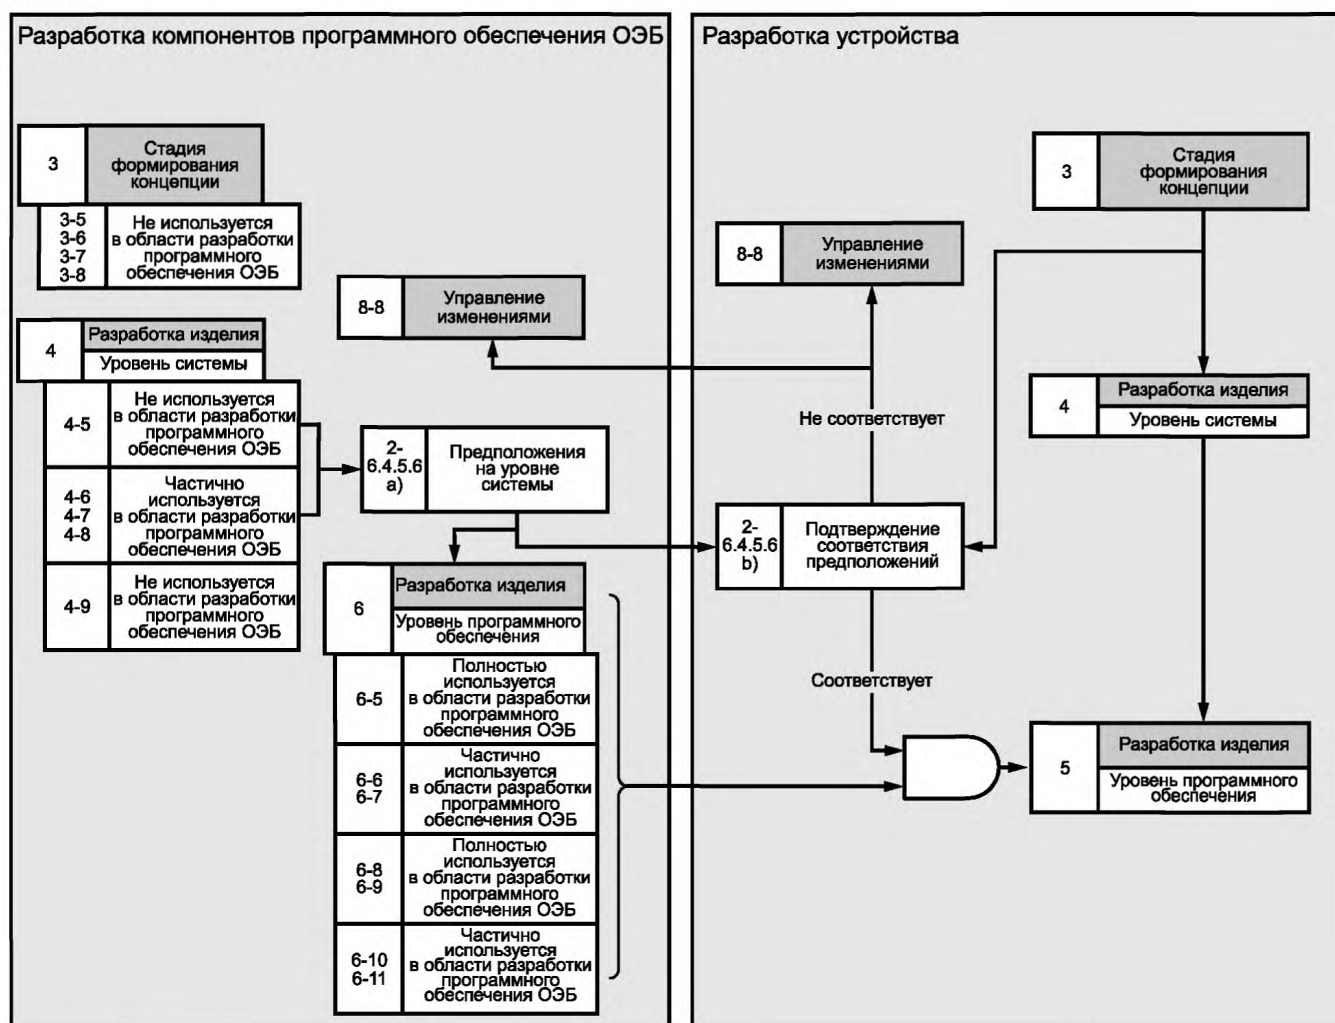 Разработка компонентов программного обеспечения ОЭБ
3
Стадия
формирования
концепции
3-5
3-6
3-7
3-8
Не используется
в области разработки
программного
обеспечения ОЭБ
8-8
Управление
изменениями
4
Разработка изделия
Уровень системы
4-5
Не используется
в области разработки
программного
обеспечения ОЭБ
4-6
4-7
4-8
Частично
используется
в области разработки
программного
обеспечения ОЭБ
4-9
Не используется
в области разработки
программного
обеспечения ОЭБ
2-
6.4.5.6
a)
Предположения
на уровне
системы
6
Разработка изделия
Уровень программного
обеспечения
6-5
Полностью
используется
в области разработки
программного
обеспечения ОЭБ
6-6
6-7
Частично
используется
в области разработки
программного
обеспечения ОЭБ
6-8
6-9
Полностью
используется
в области разработки
программного
обеспечения ОЭБ
6-10
6-11
Частично
используется
в области разработки
программного
обеспечения ОЭБ
Разработка устройства
3
Стадия
формирования
концепции
8-8
Управление
изменениями
4
Разработка изделия
Уровень системы
Не соответствует
2-
6.4.5.6
b)
Подтверждение
соответствия
предположений
Соответствует
5
Разработка изделия
Уровень программного
обеспечения